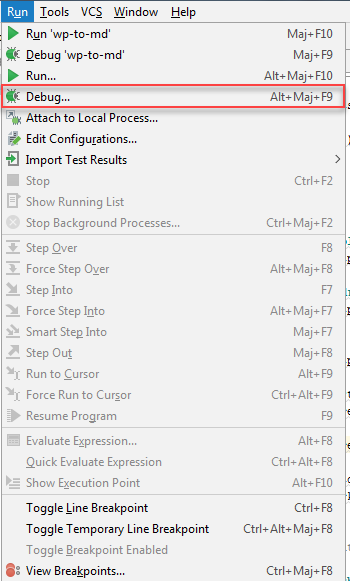 Run Tools VCS Window Help
Run 'wp-to-md' Maj+F10
Debug 'wp-to-md' Maj+F9
Run... Alt+Maj+F10
Debug... Alt+Maj+F9
Attach to Local Process...
Edit Configurations...
Import Test Results
Stop Ctrl+F2
Show Running List
Stop Background Processes... Ctrl+Maj+F2
Step Over F8
Force Step Over Alt+Maj+F8
Step Into F7
Force Step Into Alt+Maj+F7
Smart Step Into Maj+F7
Step Out Maj+F8
Run to Cursor Alt+F9
Force Run to Cursor Ctrl+Alt+F9
Resume Program F9
Evaluate Expression... Alt+F8
Quick Evaluate Expression Ctrl+Alt+F8
Show Execution Point Alt+F10
Toggle Line Breakpoint Ctrl+F8
Toggle Temporary Line Breakpoint Ctrl+Alt+Maj+F8
Toggle Breakpoint Enabled
View Breakpoints... Ctrl+Maj+F8